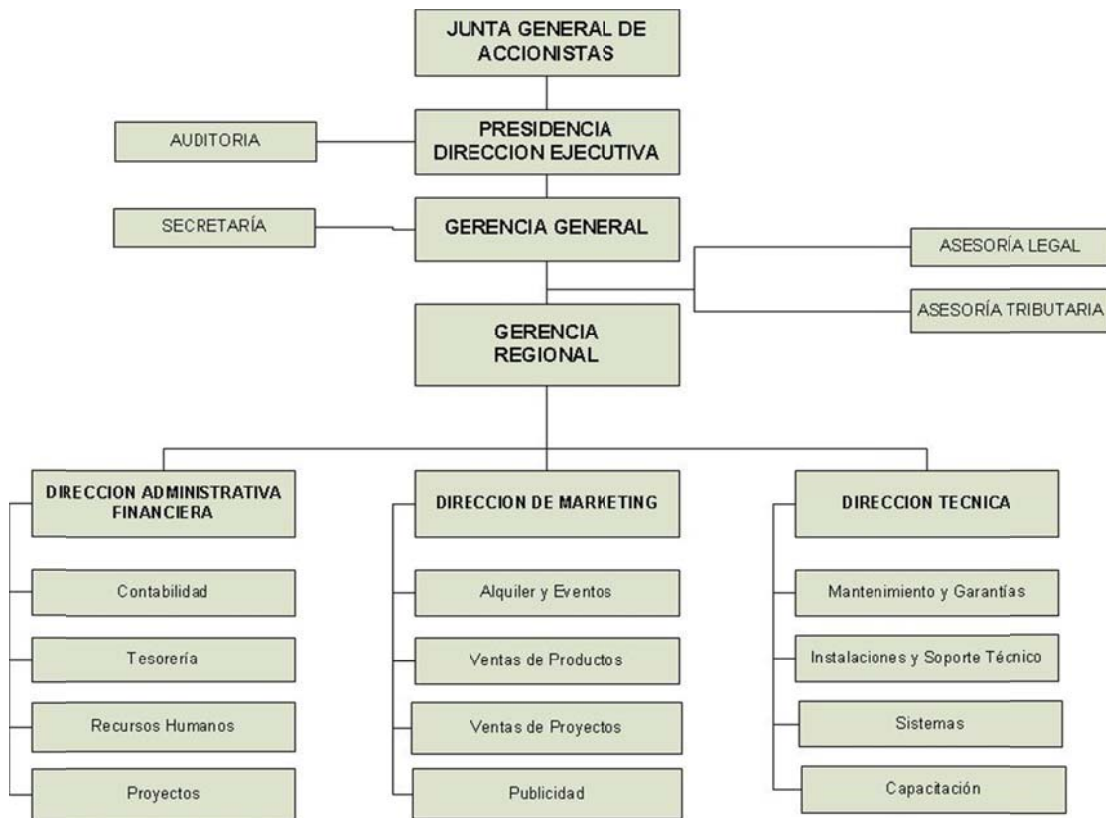 JUNTA GENERAL DE
ACCIONISTAS
AUDITORIA
PRESIDENCIA
DIRECCION EJECUTIVA
SECRETARÍA
GERENCIA GENERAL
ASESORÍA LEGAL
ASESORÍA TRIBUTARIA
GERENCIA
REGIONAL
DIRECCION ADMINISTRATIVA
FINANCIERA
Contabilidad
Tesorería
Recursos Humanos
Proyectos
DIRECCION DE MARKETING
Alquiler y Eventos
Ventas de Productos
Ventas de Proyectos
Publicidad
DIRECCION TECNICA
Mantenimiento y Garantías
Instalaciones y Soporte Técnico
Sistemas
Capacitación